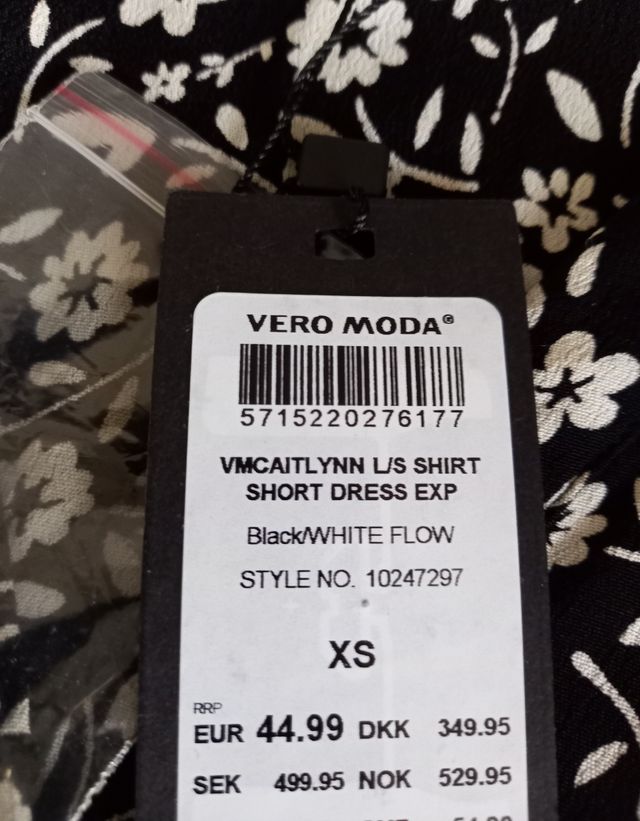 VERO MODA®
5715220276177
VMCAITLYNN L/S SHIRT
SHORT DRESS EXP
Black/WHITE FLOW
STYLE NO. 10247297
XS
RRP
EUR 44.99 DKK 349.95
SEK 499.95 NOK 529.95